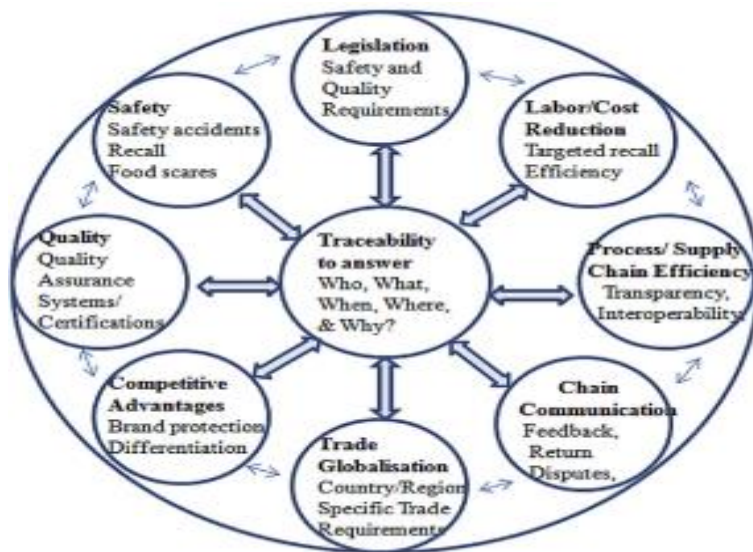 Legislation
Safety and
Quality
Requirements
Labor/Cost
Reduction
Targeted recall
Efficiency
Process/ Supply
Chain Efficiency
Transparency,
Interoperability,
Chain
Communication
Feedback,
Return
Disputes,
Trade
Globalisation
Country/Region
Specific Trade
Requirements
Competitive
Advantages
Brand protection
Differentiation
Quality
Quality
Assurance
Systems/
Certifications
Safety
Safety accidents
Recall
Food scares
Traceability
to answer
Who, What,
When, Where,
& Why?